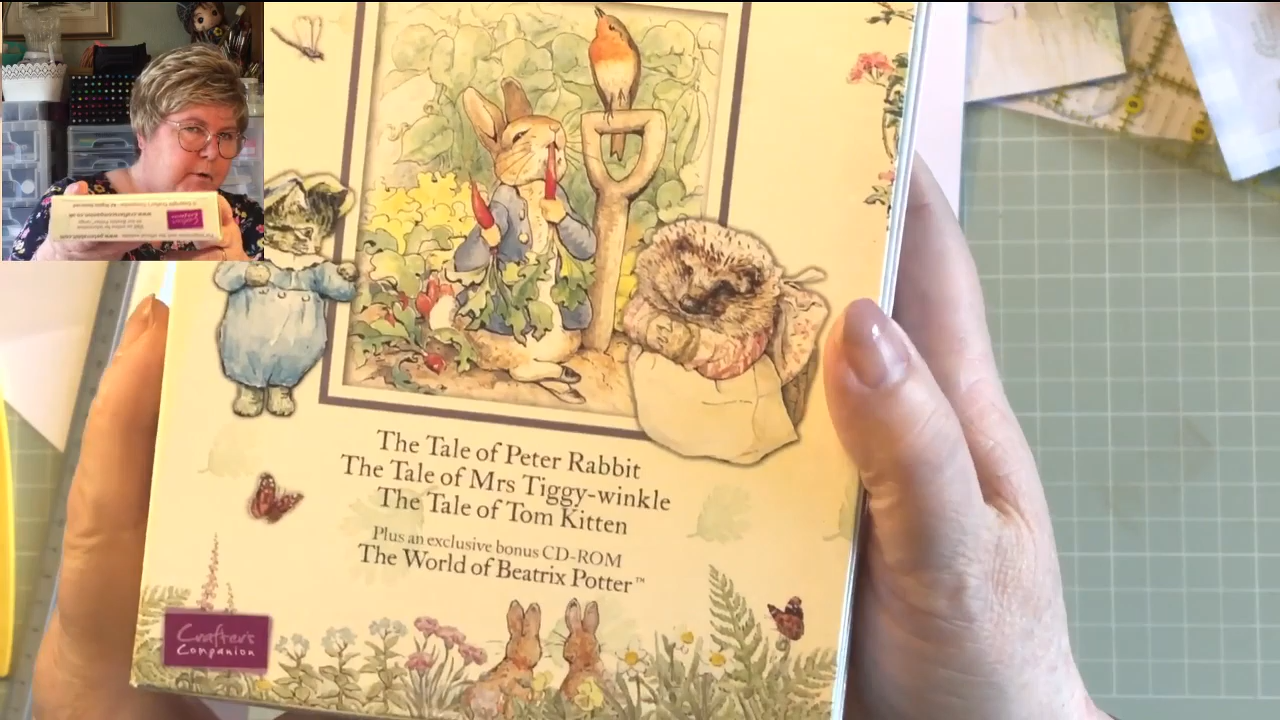 The Tale of Peter Rabbit
The Tale of Mrs Tiggy-winkle
The Tale of Tom Kitten
Plus an exclusive bonus CD-ROM
The World of Beatrix Potter™
Crafter's
Companion